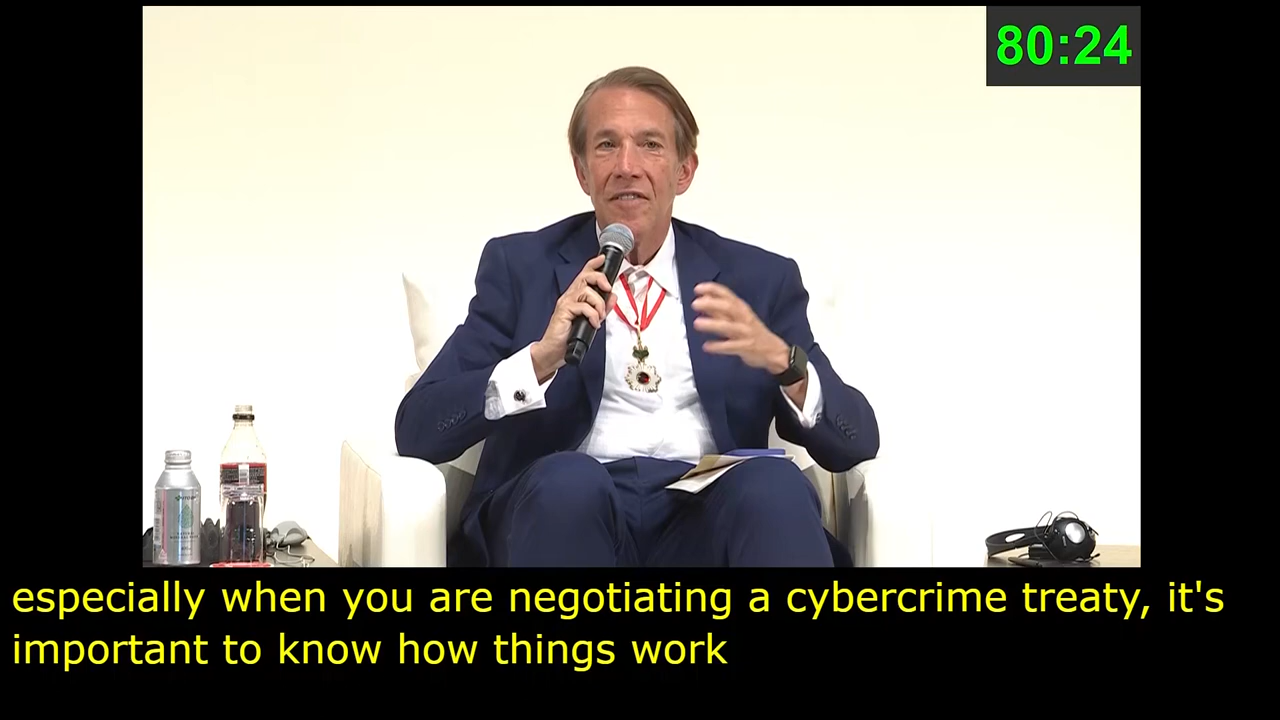 80:24
especially when you are negotiating a cybercrime treaty, it's
important to know how things work